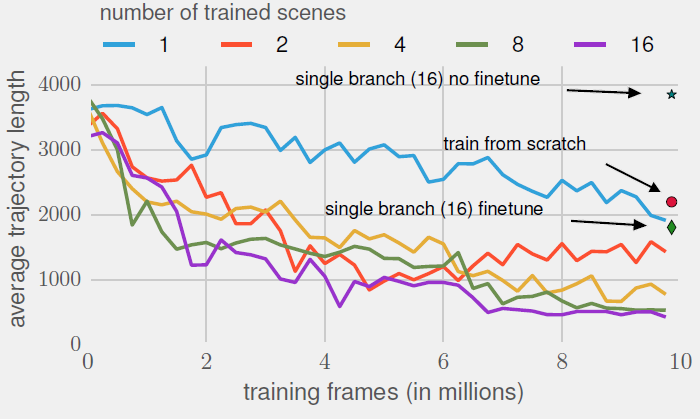 number of trained scenes
1 2 4 8 16
4000
single branch (16) no finetune
train from scratch
3000
single branch (16) finetune
2000
1000
0
0 2 4 6 8 10
average trajectory length
training frames (in millions)